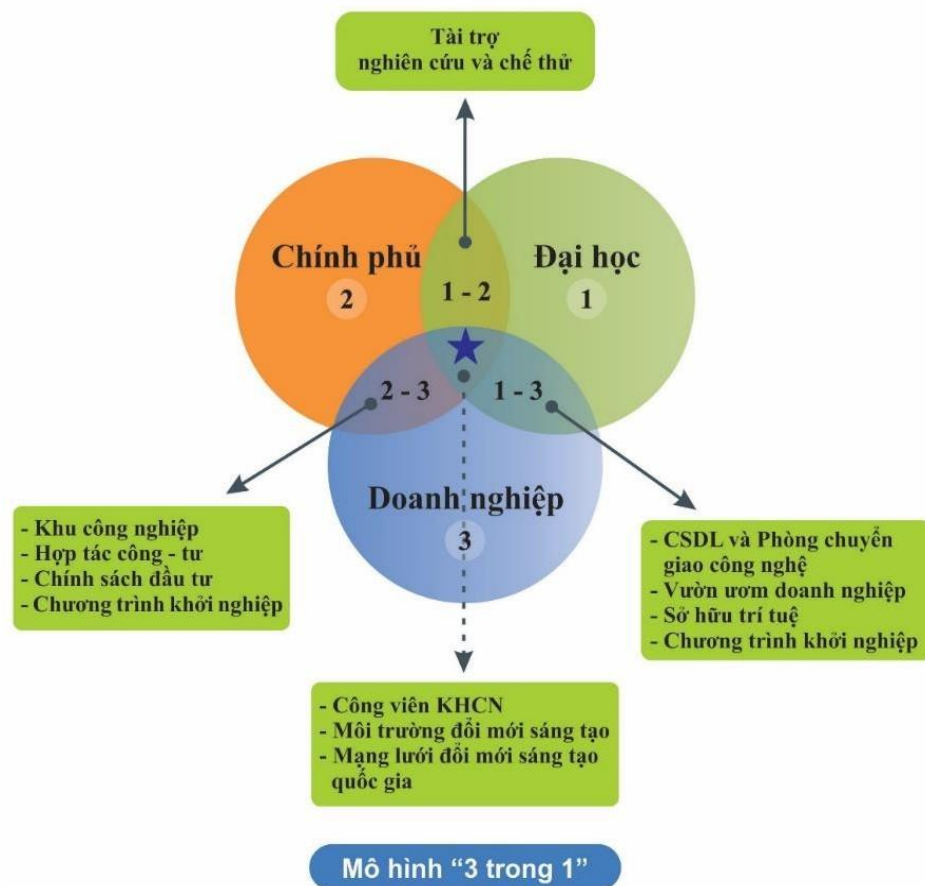 Tài trợ
nghiên cứu và chế thử
Chính phủ
2
1 - 2
Đại học
1
2 - 3
1 - 3
Doanh nghiệp
3
- Khu công nghiệp
- Hợp tác công - tư
- Chính sách đầu tư
- Chương trình khởi nghiệp
- CSDL và Phòng chuyển
giao công nghệ
- Vườn ươm doanh nghiệp
- Sở hữu trí tuệ
- Chương trình khởi nghiệp
- Công viên KHCN
- Môi trường đổi mới sáng tạo
- Mạng lưới đổi mới sáng tạo
quốc gia
Mô hình “3 trong 1”